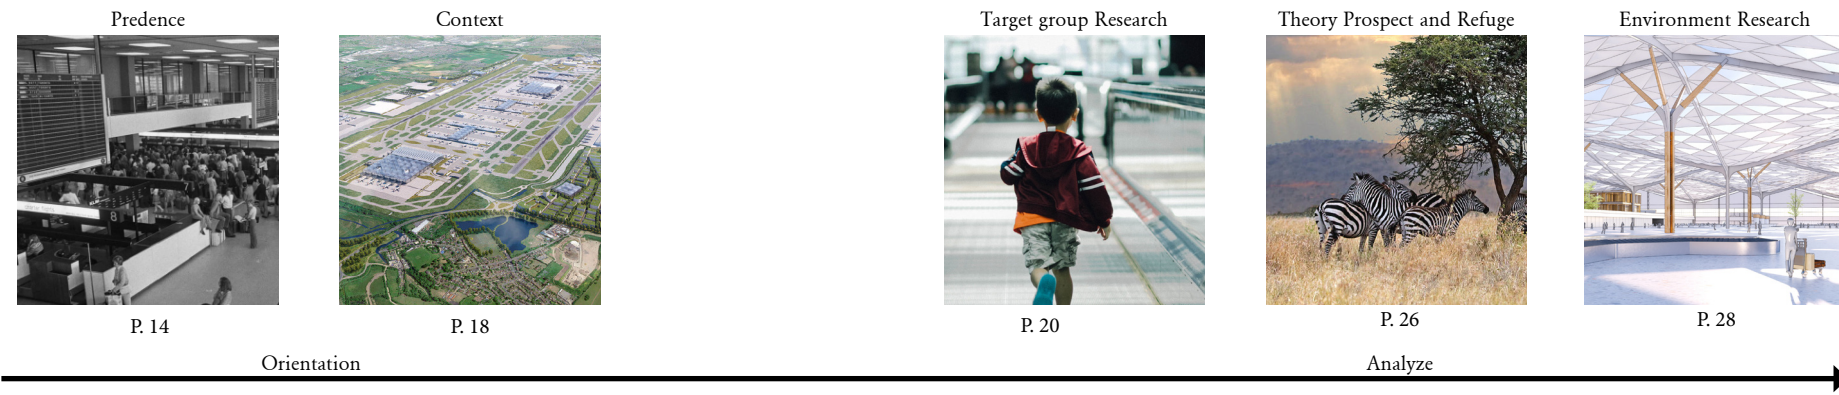 Predence
Context
Target group Research
Theory Prospect and Refuge
Environment Research
P. 14
P. 18
P. 20
P. 26
P. 28
Orientation
Analyze